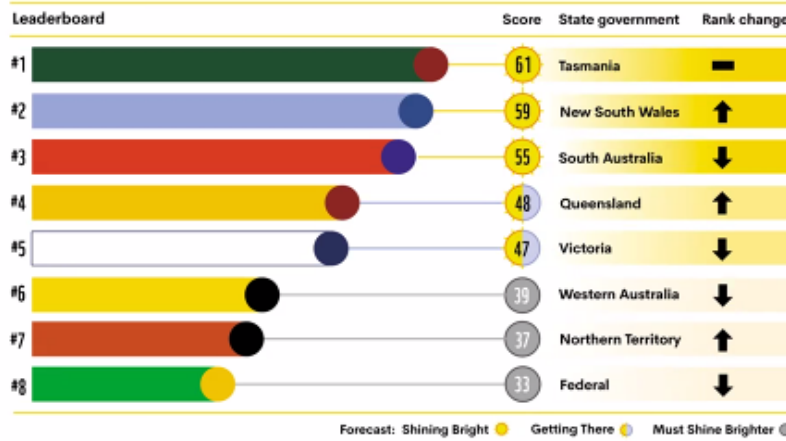 Leaderboard Score State government Rank change
#1 61 Tasmania
#2 59 New South Wales
#3 55 South Australia
#4 48 Queensland
#5 47 Victoria
#6 39 Western Australia
#7 37 Northern Territory
#8 33 Federal
Forecast: Shining Bright Getting There Must Shine Brighter